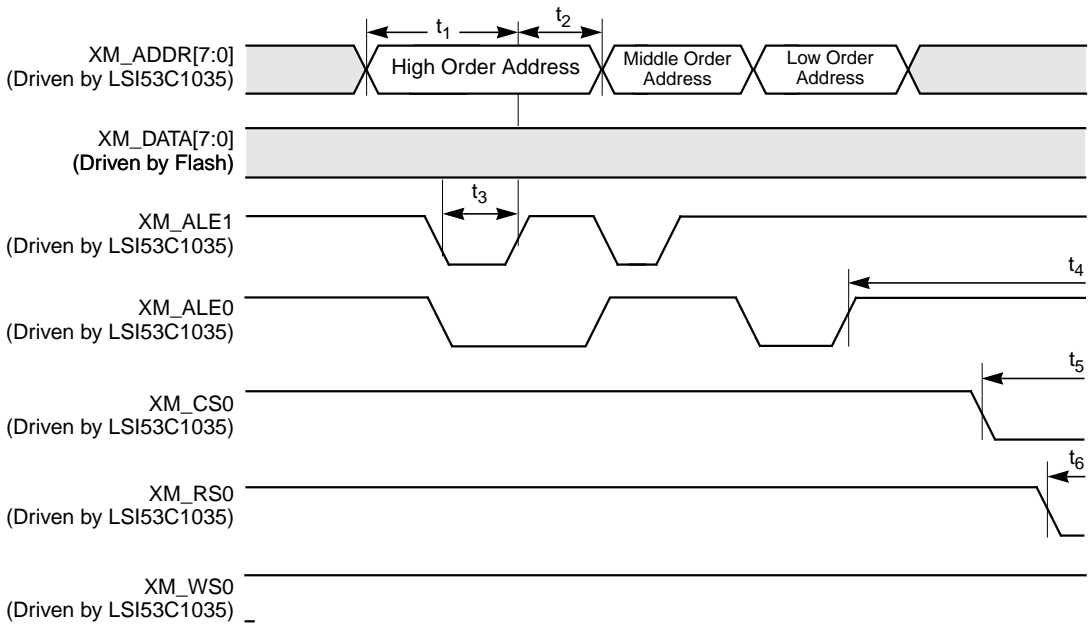 t1
t2
XM_ADDR[7:0]
(Driven by LSI53C1035)
High Order Address
Middle Order
Address
Low Order
Address
XM_DATA[7:0]
(Driven by Flash)
t3
XM_ALE1
(Driven by LSI53C1035)
t4
XM_ALE0
(Driven by LSI53C1035)
t5
XM_CS0
(Driven by LSI53C1035)
t6
XM_RS0
(Driven by LSI53C1035)
XM_WS0
(Driven by LSI53C1035)